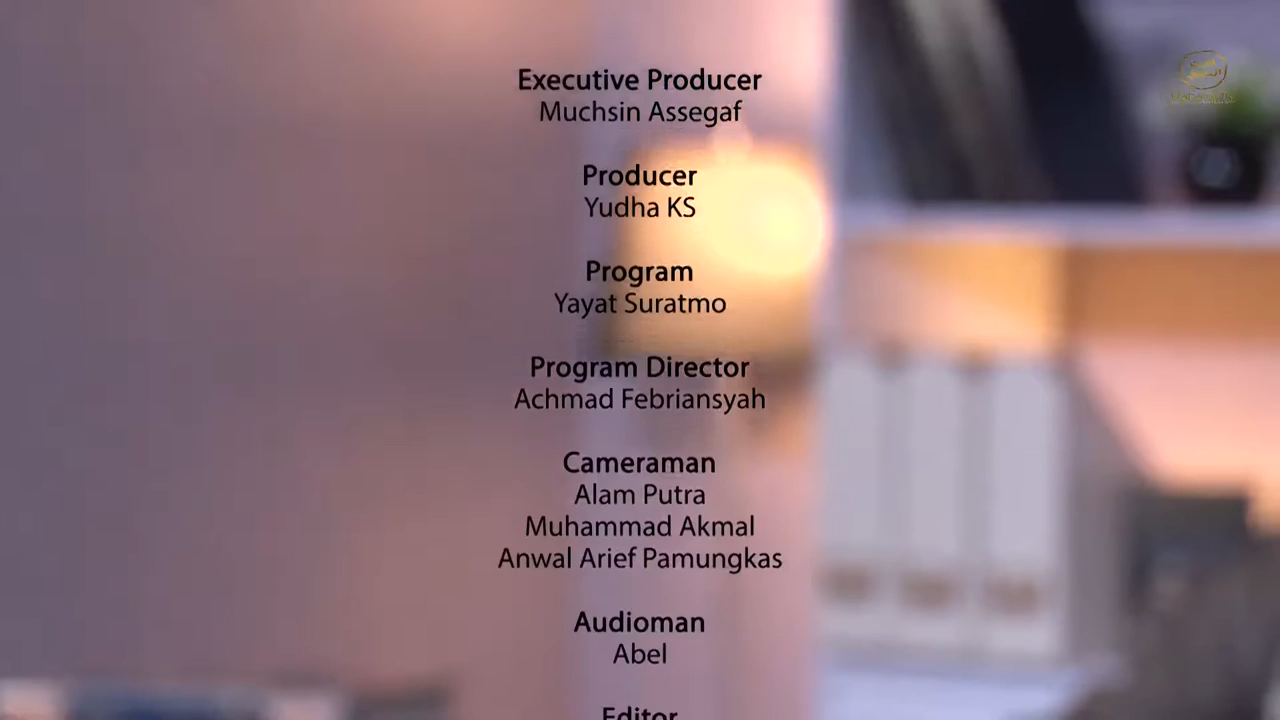 Executive Producer
Muchsin Assegaf
Producer
Yudha KS
Program
Yayat Suratmo
Program Director
Achmad Febriansyah
Cameraman
Alam Putra
Muhammad Akmal
Anwal Arief Pamungkas
Audioman
Abel
Editor